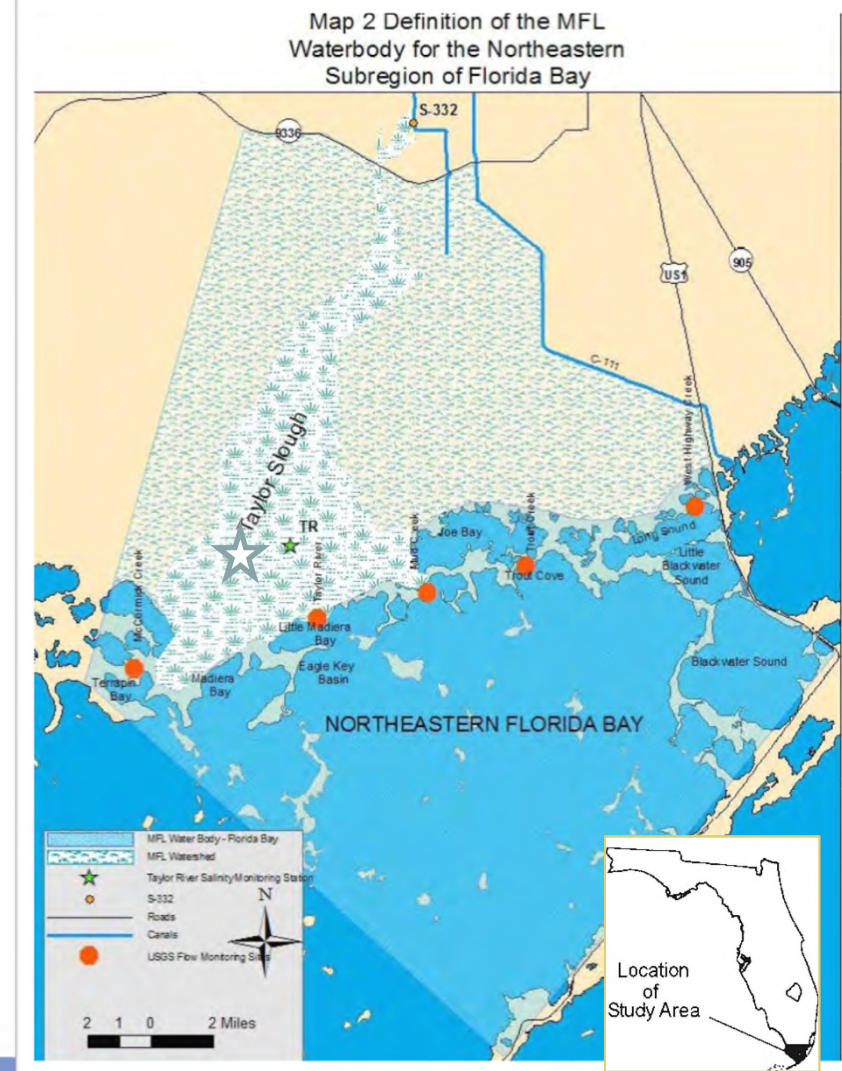 Map 2 Definition of the MFL
Waterbody for the Northeastern
Subregion of Florida Bay
S-332
9336
905
US1
C-111
West Highway Creek
Taylor Slough
TR
Taylor River
Mud Creek
Joe Bay
Trout Creek
Trout Cove
Long Sound
Little
Blackwater
Sound
McCormick Creek
Little Madiera
Bay
Terrapin
Bay
Madiera
Bay
Eagle Key
Basin
Blackwater Sound
NORTHEASTERN FLORIDA BAY
MFL Water Body - Florida Bay
MFL Watershed
Taylor River Salinity Monitoring Station
S-332
Roads
Canals
USGS Flow Monitoring Sites
N
2 1 0 2 Miles
Location
of
Study Area